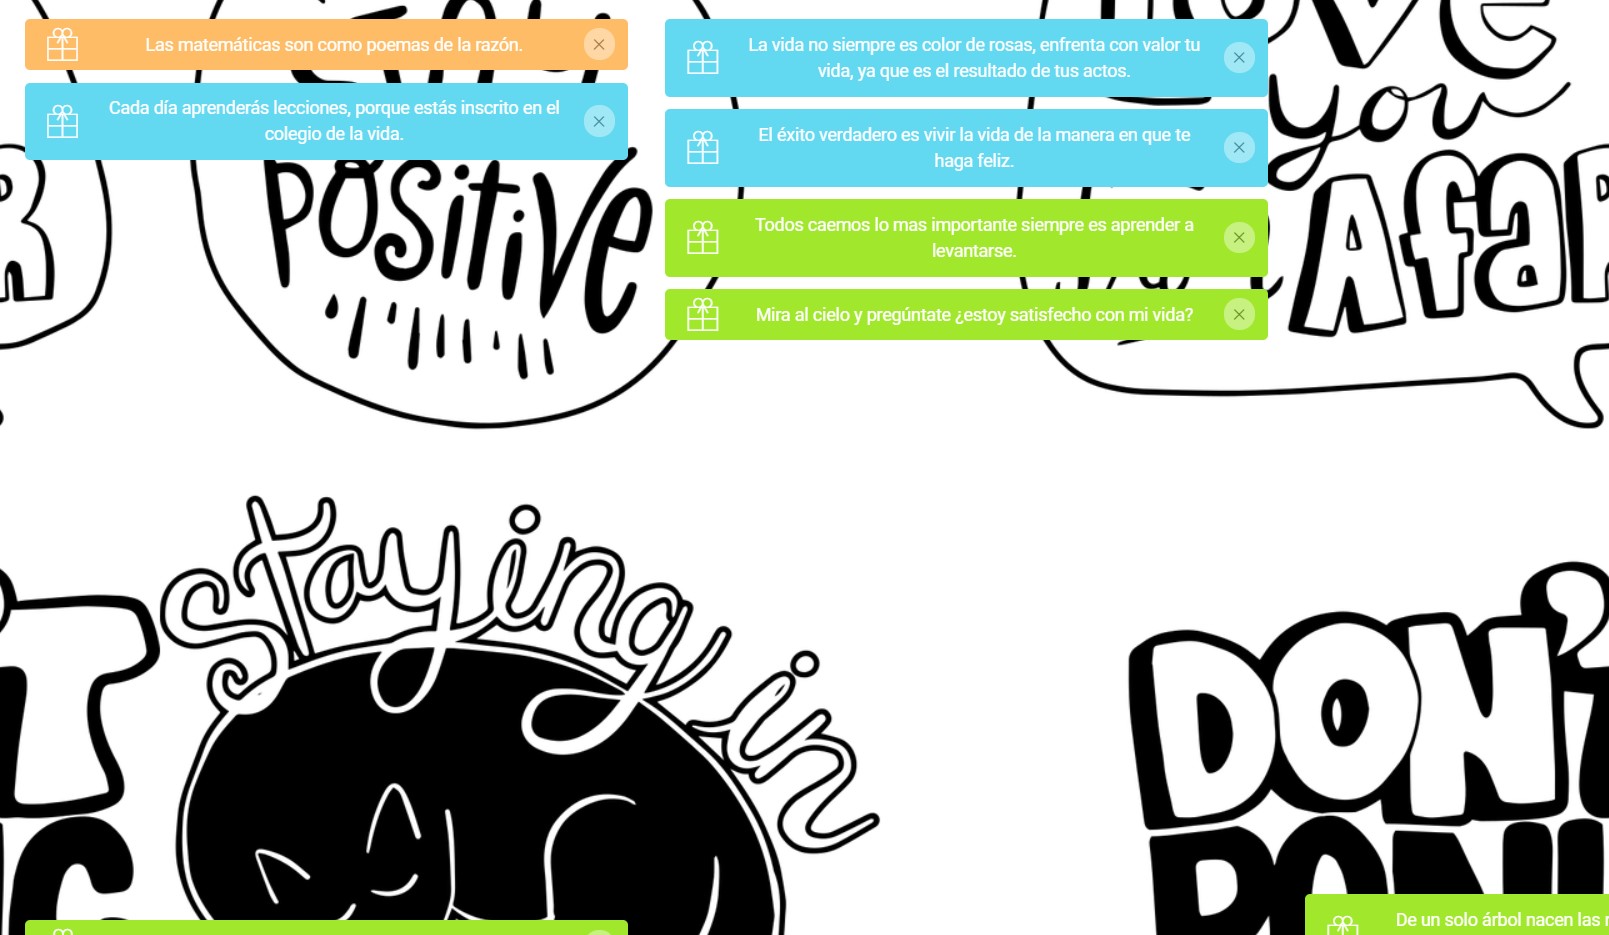 Las matemáticas son como poemas de la razón.
Cada día aprenderás lecciones, porque estás inscrito en el
colegio de la vida.
La vida no siempre es color de rosas, enfrenta con valor tu
vida, ya que es el resultado de tus actos.
El éxito verdadero es vivir la vida de la manera en que te
haga feliz.
Todos caemos lo mas importante siempre es aprender a
levantarse.
Mira al cielo y pregúntate ¿estoy satisfecho con mi vida?
positive
you
Afar
staying in
DON'T
De un solo árbol nacen las